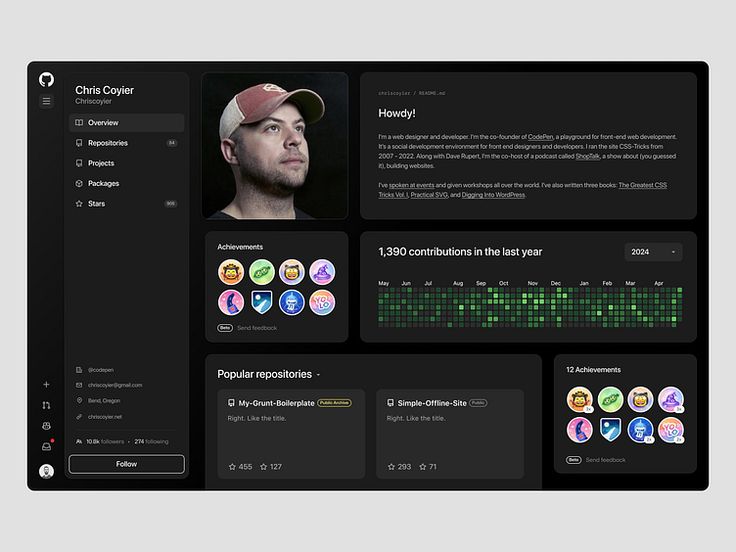 Chris Coyier
Chriscoyier
Overview
Repositories 84
Projects
Packages
Stars
@codepen
chriscoyier@gmail.com
Bend, Oregon
chriscoyier.net
10.8k followers • 274 following
Follow
chriscoyier / README.md
Howdy!
I'm a web designer and developer. I'm the co-founder of CodePen, a playground for front-end web development.
It's a social development environment for front end designers and developers. I ran the site CSS-Tricks from
2007 - 2022. Along with Dave Rupert, I'm the co-host of a podcast called ShopTalk, a show about (you guessed
it), building websites.
I've spoken at events and given workshops all over the world. I've also written three books: The Greatest CSS
Tricks Vol. I, Practical SVG, and Digging Into WordPress.
Achievements
YOLO
Beta Send feedback
1,390 contributions in the last year
2024
May Jun Jul Aug Sep Oct Nov Dec Jan Feb Mar Apr
Popular repositories
My-Grunt-Boilerplate Public Archive
Right. Like the title.
455 127
Simple-Offline-Site Public
Right. Like the title.
293 71
12 Achievements
YOLO
Beta Send feedback